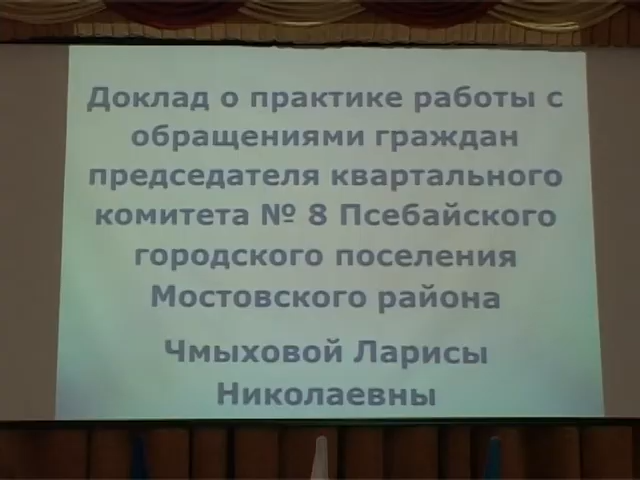 Доклад о практике работы с
обращениями граждан
председателя квартального
комитета № 8 Псебайского
городского поселения
Мостовского района
Чмыховой Ларисы
Николаевны